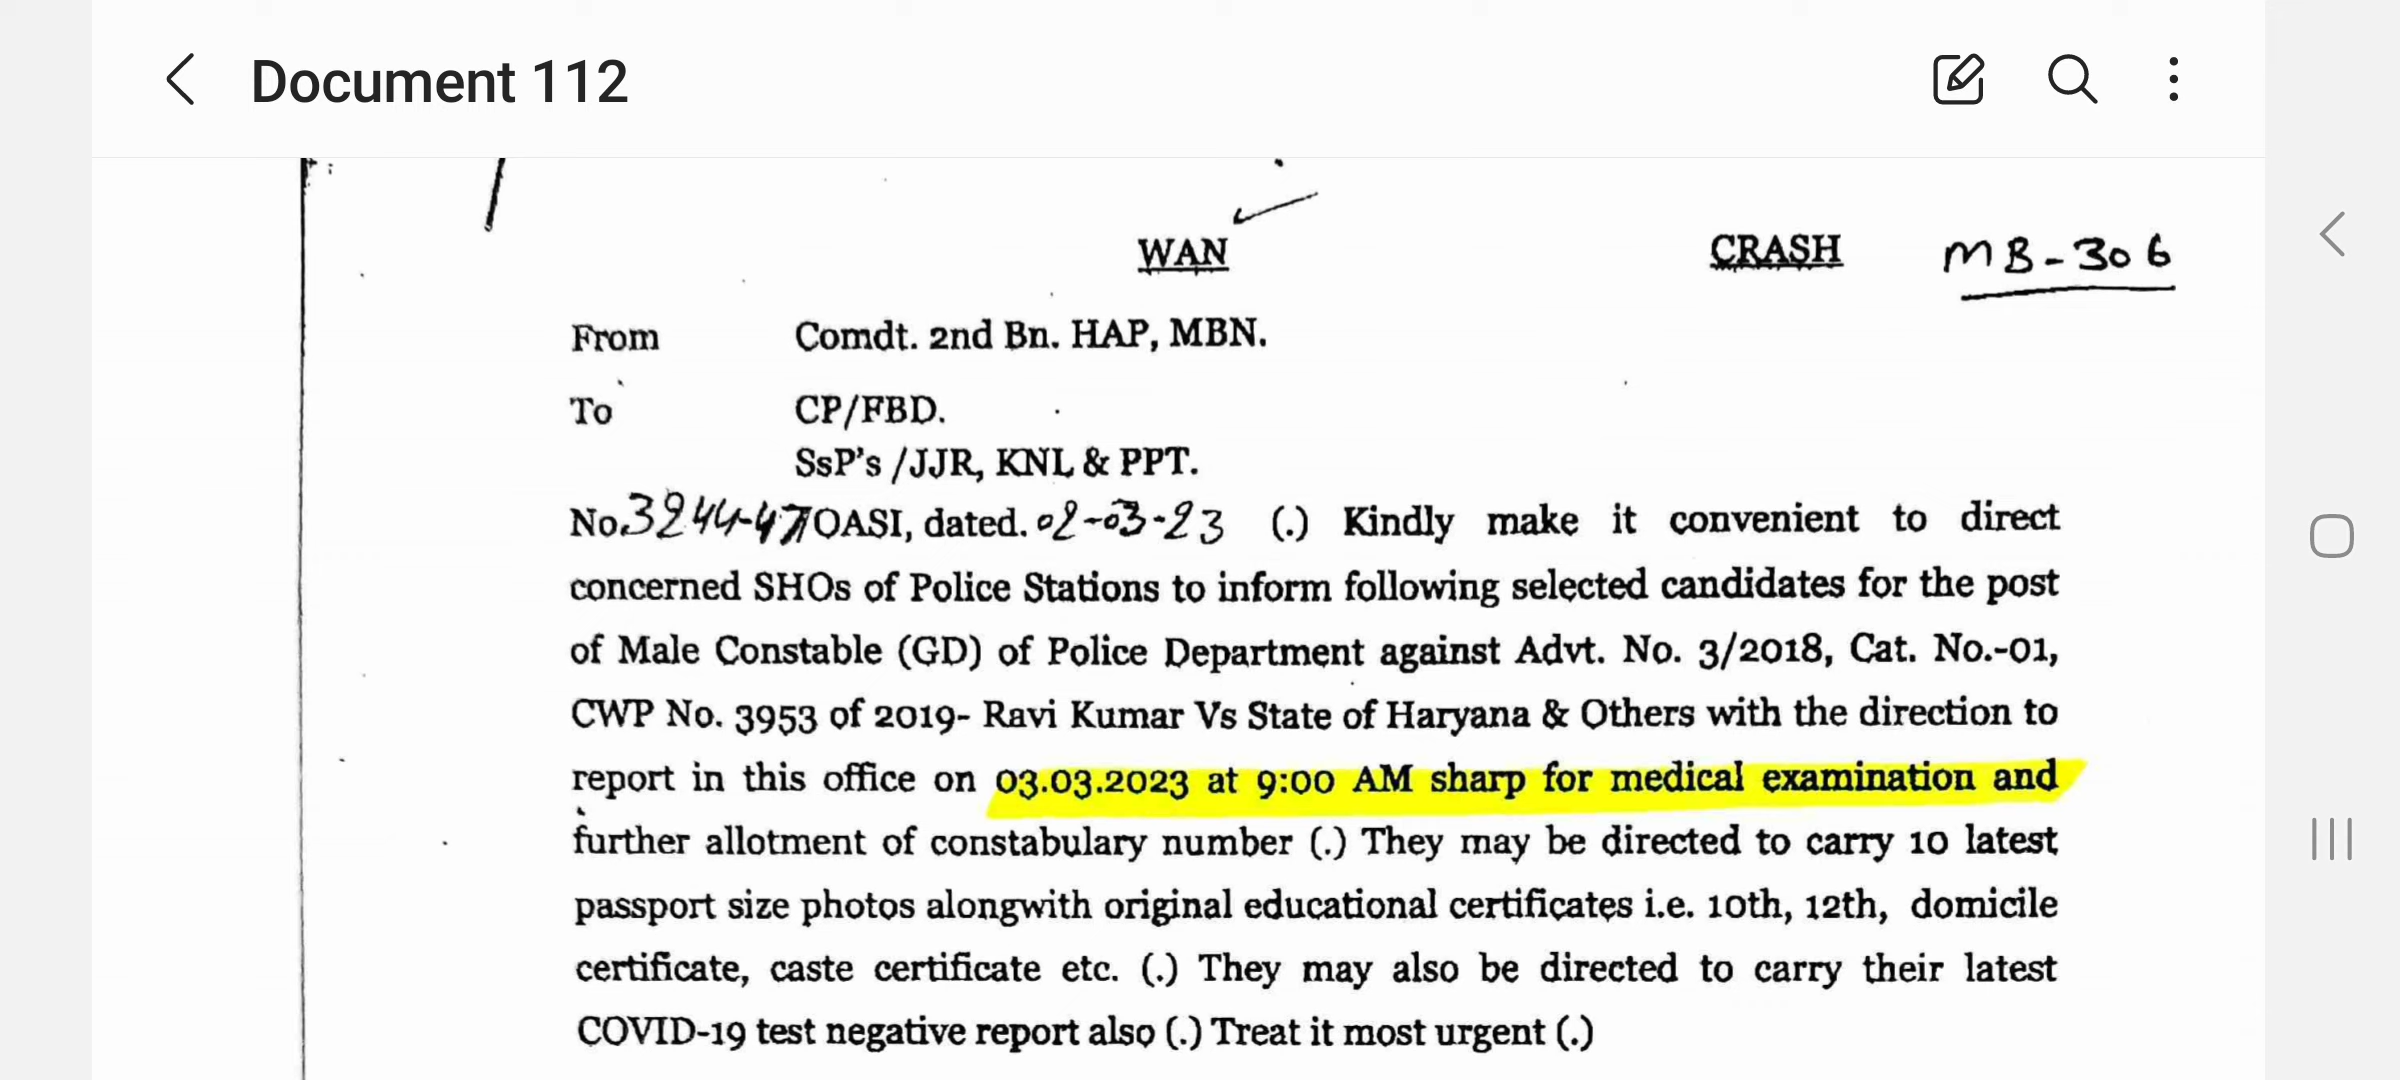 Document 112
WAN CRASH MB-306
From Comdt. 2nd Bn. HAP, MBN.
To CP/FBD.
SsP's /JJR, KNL & PPT.
No.3244-47/OASI, dated. 02-03-23 (.) Kindly make it convenient to direct
concerned SHOs of Police Stations to inform following selected candidates for the post
of Male Constable (GD) of Police Department against Advt. No. 3/2018, Cat. No.-01,
CWP No. 3953 of 2019- Ravi Kumar Vs State of Haryana & Others with the direction to
report in this office on 03.03.2023 at 9:00 AM sharp for medical examination and
further allotment of constabulary number (.) They may be directed to carry 10 latest
passport size photos alongwith original educational certificates i.e. 10th, 12th, domicile
certificate, caste certificate etc. (.) They may also be directed to carry their latest
COVID-19 test negative report also (.) Treat it most urgent (.)